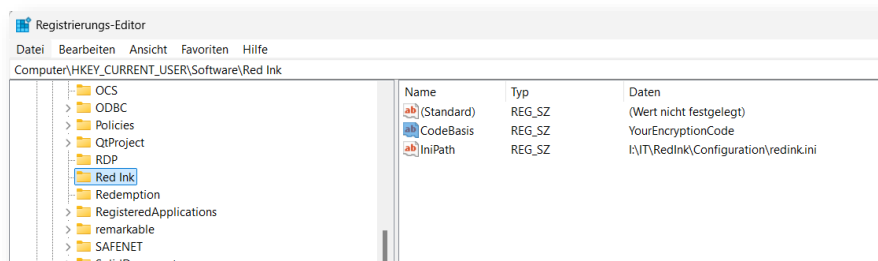 Registrierungs-Editor
Datei Bearbeiten Ansicht Favoriten Hilfe
Computer\HKEY_CURRENT_USER\Software\Red Ink
OCS
ODBC
Policies
QtProject
RDP
Red Ink
Redemption
RegisteredApplications
remarkable
SAFENET
Name Typ Daten
(Standard) REG_SZ (Wert nicht festgelegt)
CodeBasis REG_SZ YourEncryptionCode
IniPath REG_SZ I:\IT\RedInk\Configuration\redink.ini